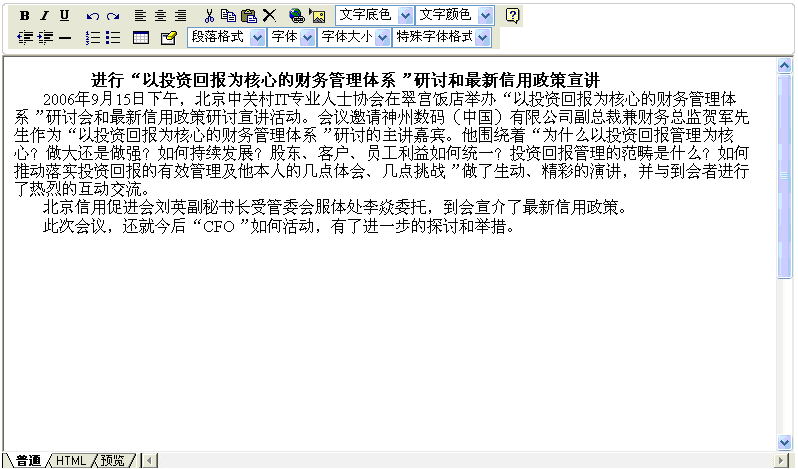 B I U 文字底色 文字颜色
段落格式 字体 字体大小 特殊字体格式
进行“以投资回报为核心的财务管理体系 ”研讨和最新信用政策宣讲
2006年9月15日下午，北京中关村IT专业人士协会在翠宫饭店举办“以投资回报为核心的财务管理体
系 ”研讨会和最新信用政策研讨宣讲活动。会议邀请神州数码（中国）有限公司副总裁兼财务总监贺军先
生作为“以投资回报为核心的财务管理体系 ”研讨的主讲嘉宾。他围绕着“为什么以投资回报管理为核
心？做大还是做强？如何持续发展？股东、客户、员工利益如何统一？投资回报管理的范畴是什么？如何
推动落实投资回报的有效管理及他本人的几点体会、几点挑战 ”做了生动、精彩的演讲，并与到会者进行
了热烈的互动交流。
北京信用促进会刘英副秘书长受管委会服体处李焱委托，到会宣介了最新信用政策。
此次会议，还就今后“CFO ”如何活动，有了进一步的探讨和举措。
普通 HTML 预览